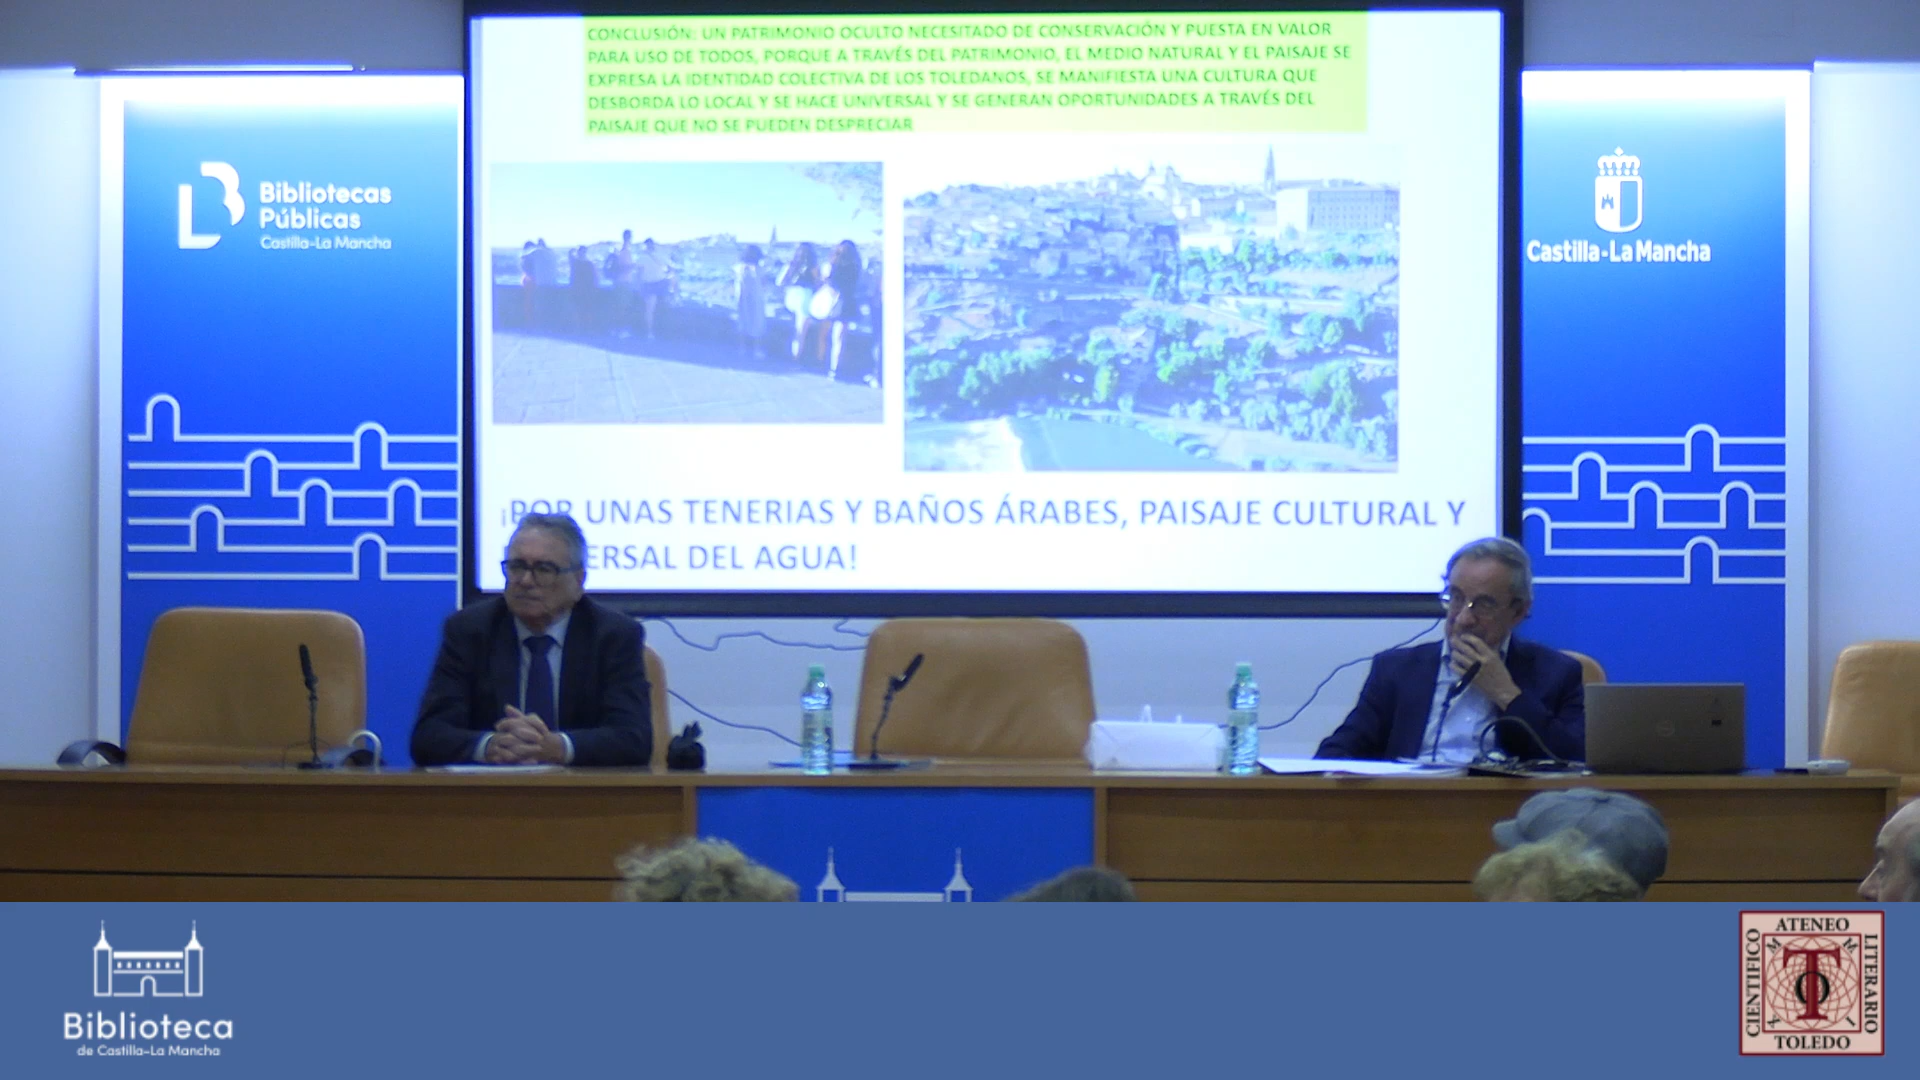 CONCLUSIÓN: UN PATRIMONIO OCULTO NECESITADO DE CONSERVACIÓN Y PUESTA EN VALOR
PARA USO DE TODOS, PORQUE A TRAVÉS DEL PATRIMONIO, EL MEDIO NATURAL Y EL PAISAJE SE
EXPRESA LA IDENTIDAD COLECTIVA DE LOS TOLEDANOS, SE MANIFIESTA UNA CULTURA QUE
DESBORDA LO LOCAL Y SE HACE UNIVERSAL Y SE GENERAN OPORTUNIDADES A TRAVÉS DEL
PAISAJE QUE NO SE PUEDEN DESPRECIAR
Bibliotecas
Públicas
Castilla-La Mancha
Castilla-La Mancha
¡POR UNAS TENERIAS Y BAÑOS ÁRABES, PAISAJE CULTURAL Y
ERSAL DEL AGUA!
Biblioteca
de Castilla-La Mancha
ATENEO
CIENTIFICO
LITERARIO
TOLEDO